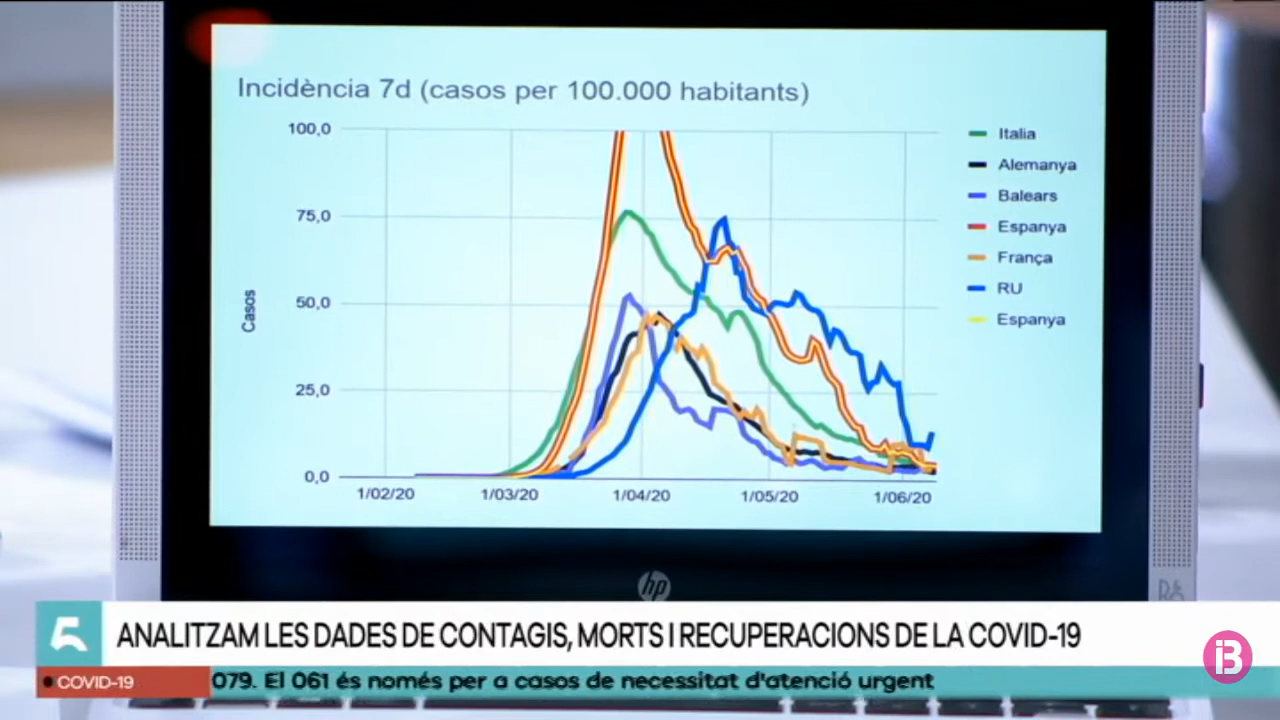 Incidència 7d (casos per 100.000 habitants)
100,0
75,0
50,0
25,0
0,0
Casos
1/02/20
1/03/20
1/04/20
1/05/20
1/06/20
Italia
Alemanya
Balears
Espanya
França
RU
Espanya
hp
B&O
5
ANALITZAM LES DADES DE CONTAGIS, MORTS I RECUPERACIONS DE LA COVID-19
COVID-19
079. El 061 és només per a casos de necessitat d'atenció urgent
IB3